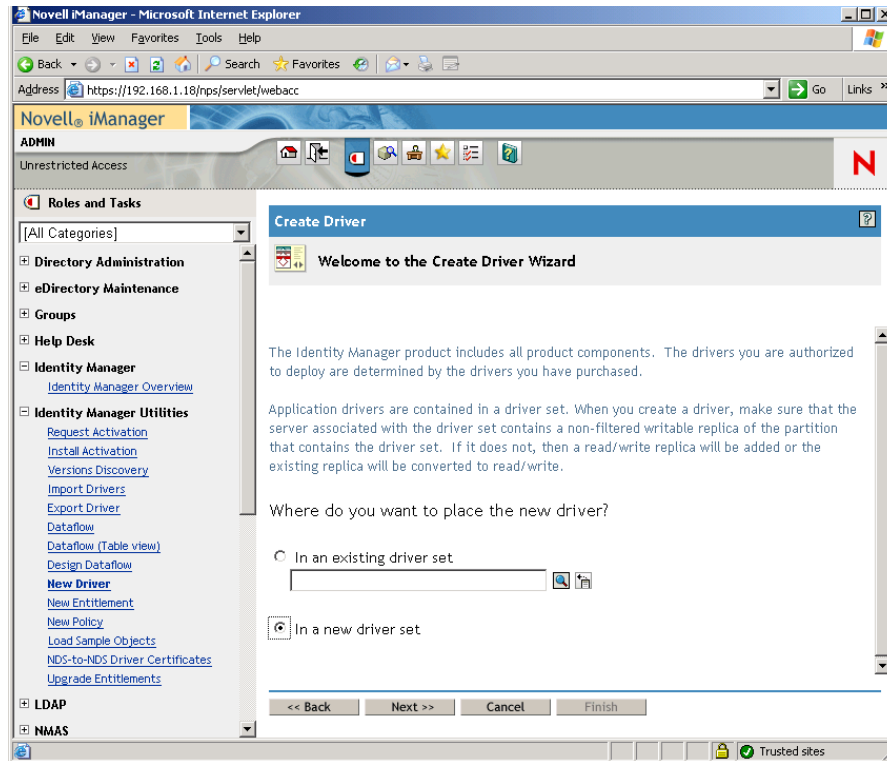 Novell iManager - Microsoft Internet Explorer
File Edit View Favorites Tools Help
Back Search Favorites
Address https://192.168.1.18/nps/servlet/webacc Go Links »
Novell® iManager
ADMIN
Unrestricted Access
N
Roles and Tasks
[All Categories]
Directory Administration
eDirectory Maintenance
Groups
Help Desk
Identity Manager
Identity Manager Overview
Identity Manager Utilities
Request Activation
Install Activation
Versions Discovery
Import Drivers
Export Driver
Dataflow
Dataflow (Table view)
Design Dataflow
New Driver
New Entitlement
New Policy
Load Sample Objects
NDS-to-NDS Driver Certificates
Upgrade Entitlements
LDAP
NMAS
Create Driver ?
Welcome to the Create Driver Wizard
The Identity Manager product includes all product components. The drivers you are authorized
to deploy are determined by the drivers you have purchased.
Application drivers are contained in a driver set. When you create a driver, make sure that the
server associated with the driver set contains a non-filtered writable replica of the partition
that contains the driver set. If it does not, then a read/write replica will be added or the
existing replica will be converted to read/write.
Where do you want to place the new driver?
In an existing driver set
In a new driver set
<< Back Next >> Cancel Finish
Trusted sites